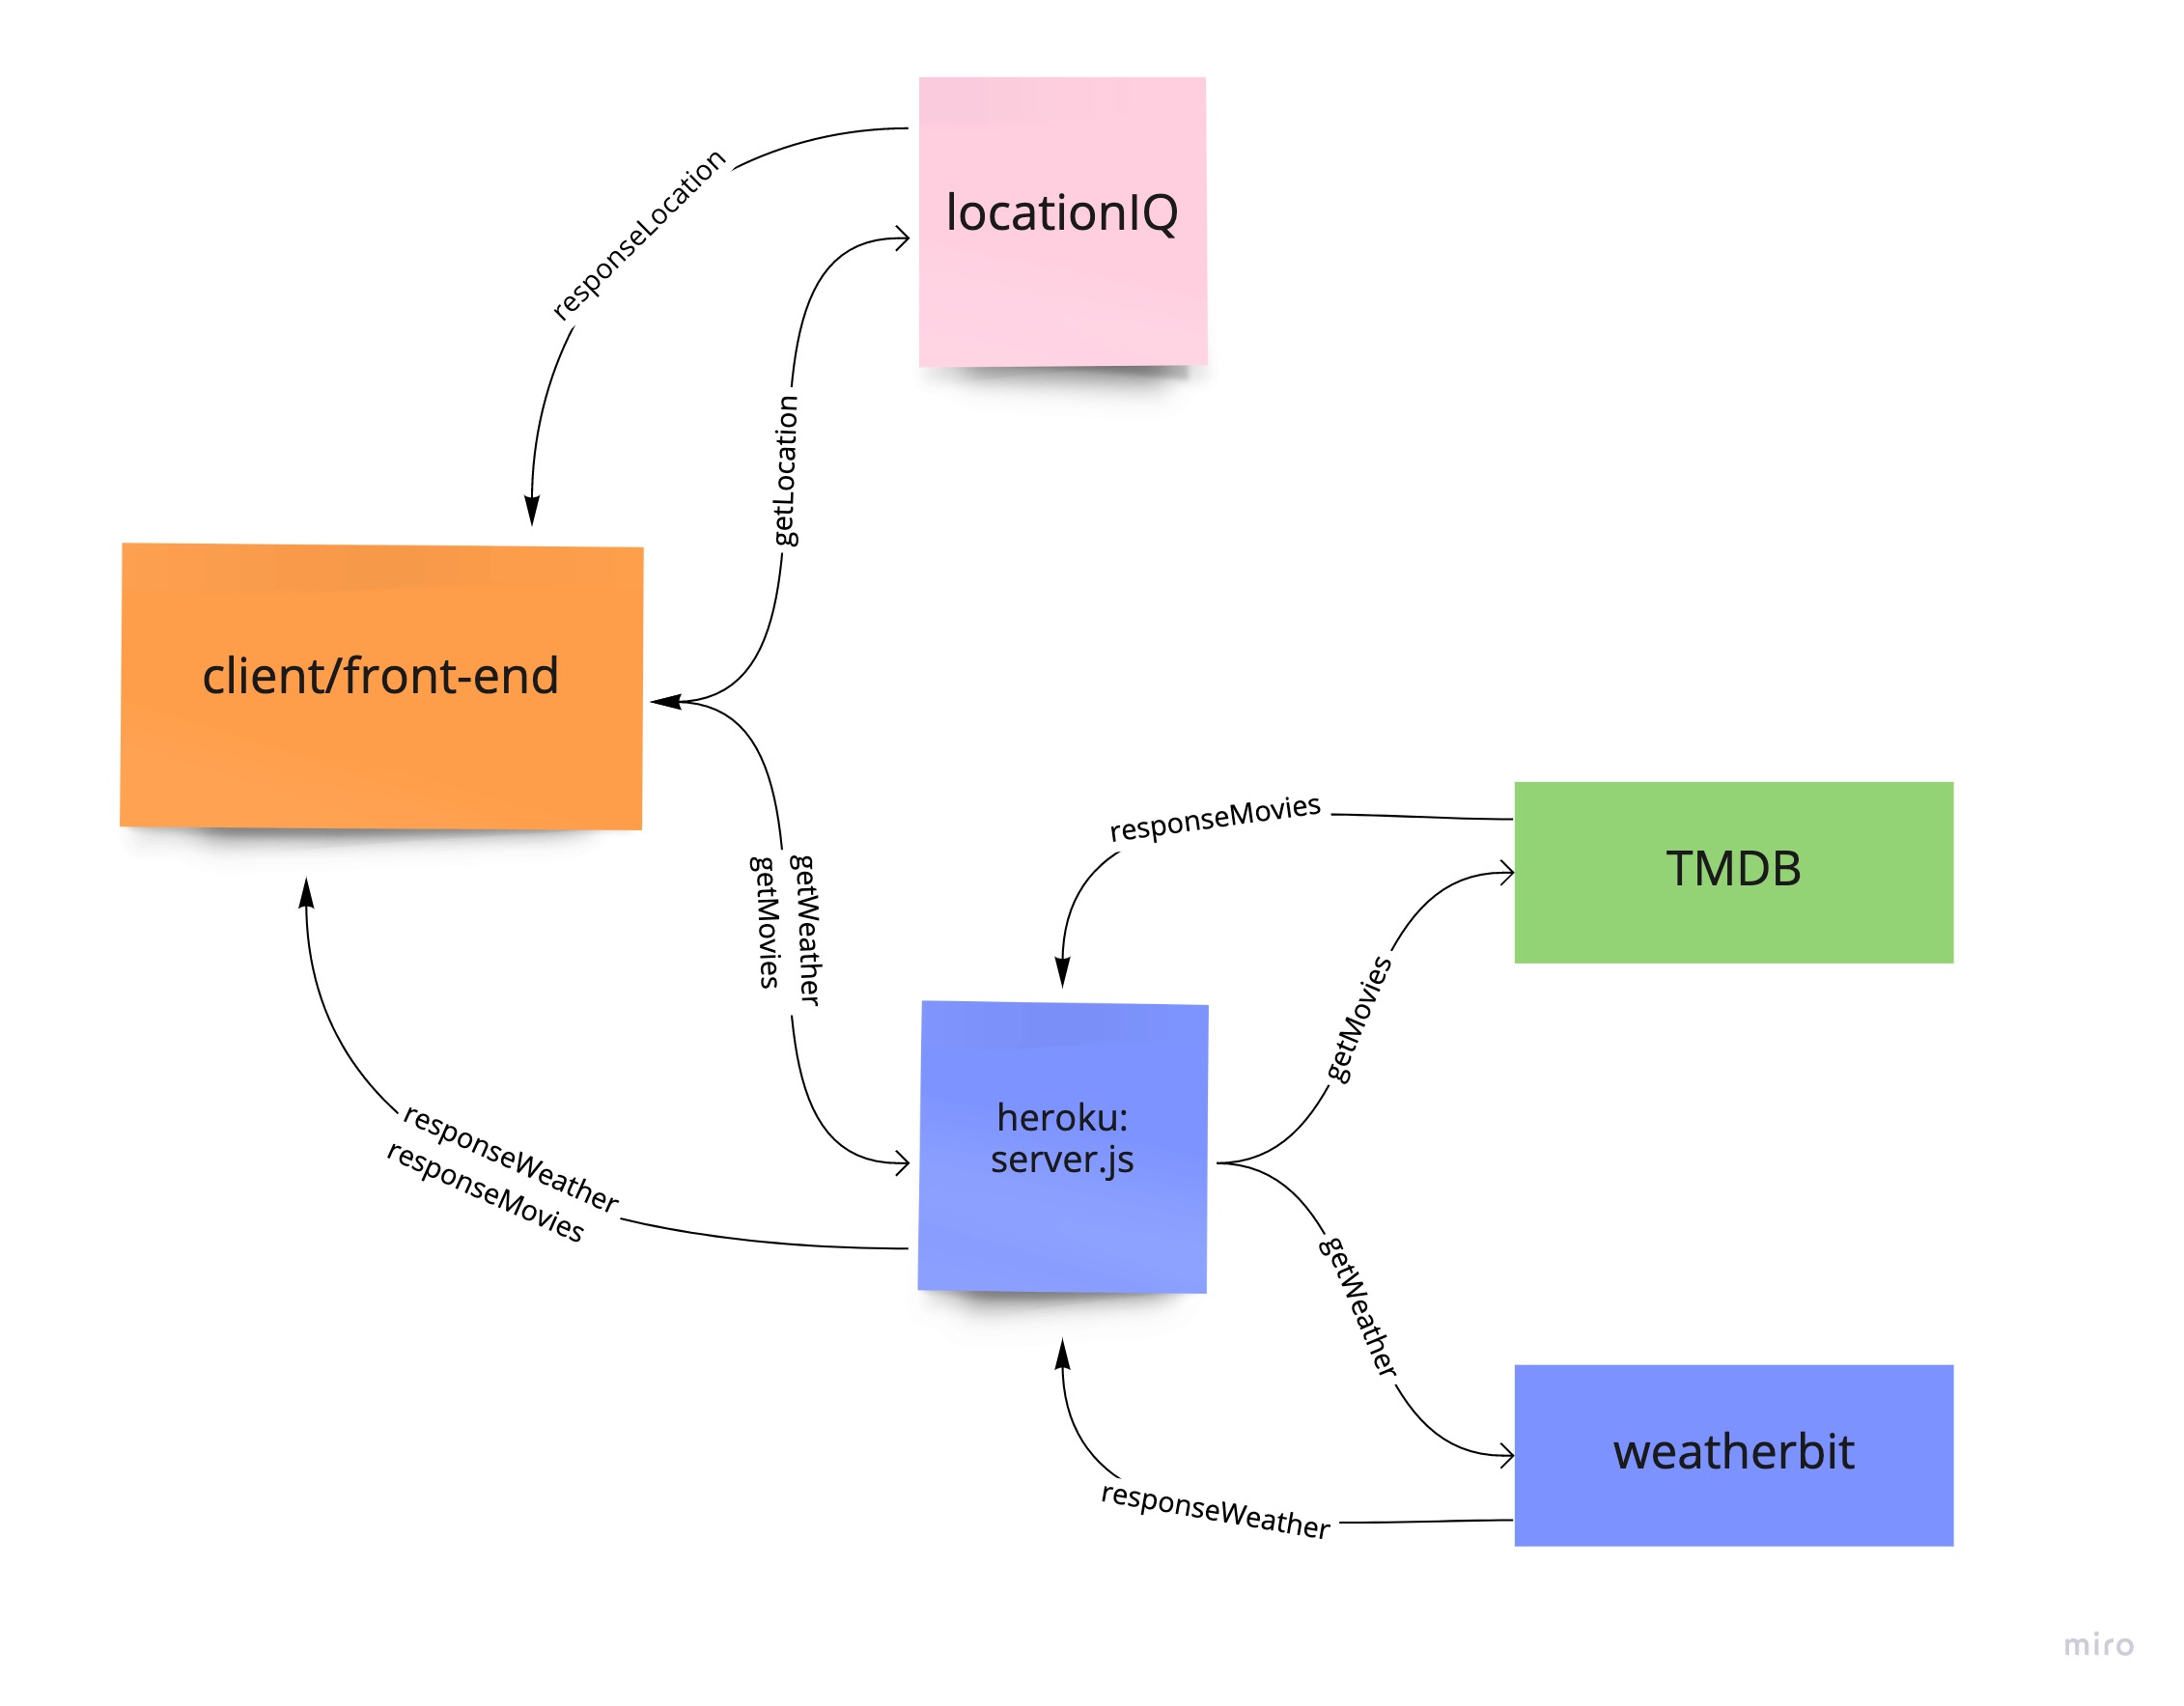 locationIQ
responseLocation
getLocation
client/front-end
getWeather
getMovies
responseMovies
TMDB
getMovies
heroku:
server.js
responseWeather
responseMovies
getWeather
weatherbit
responseWeather
miro